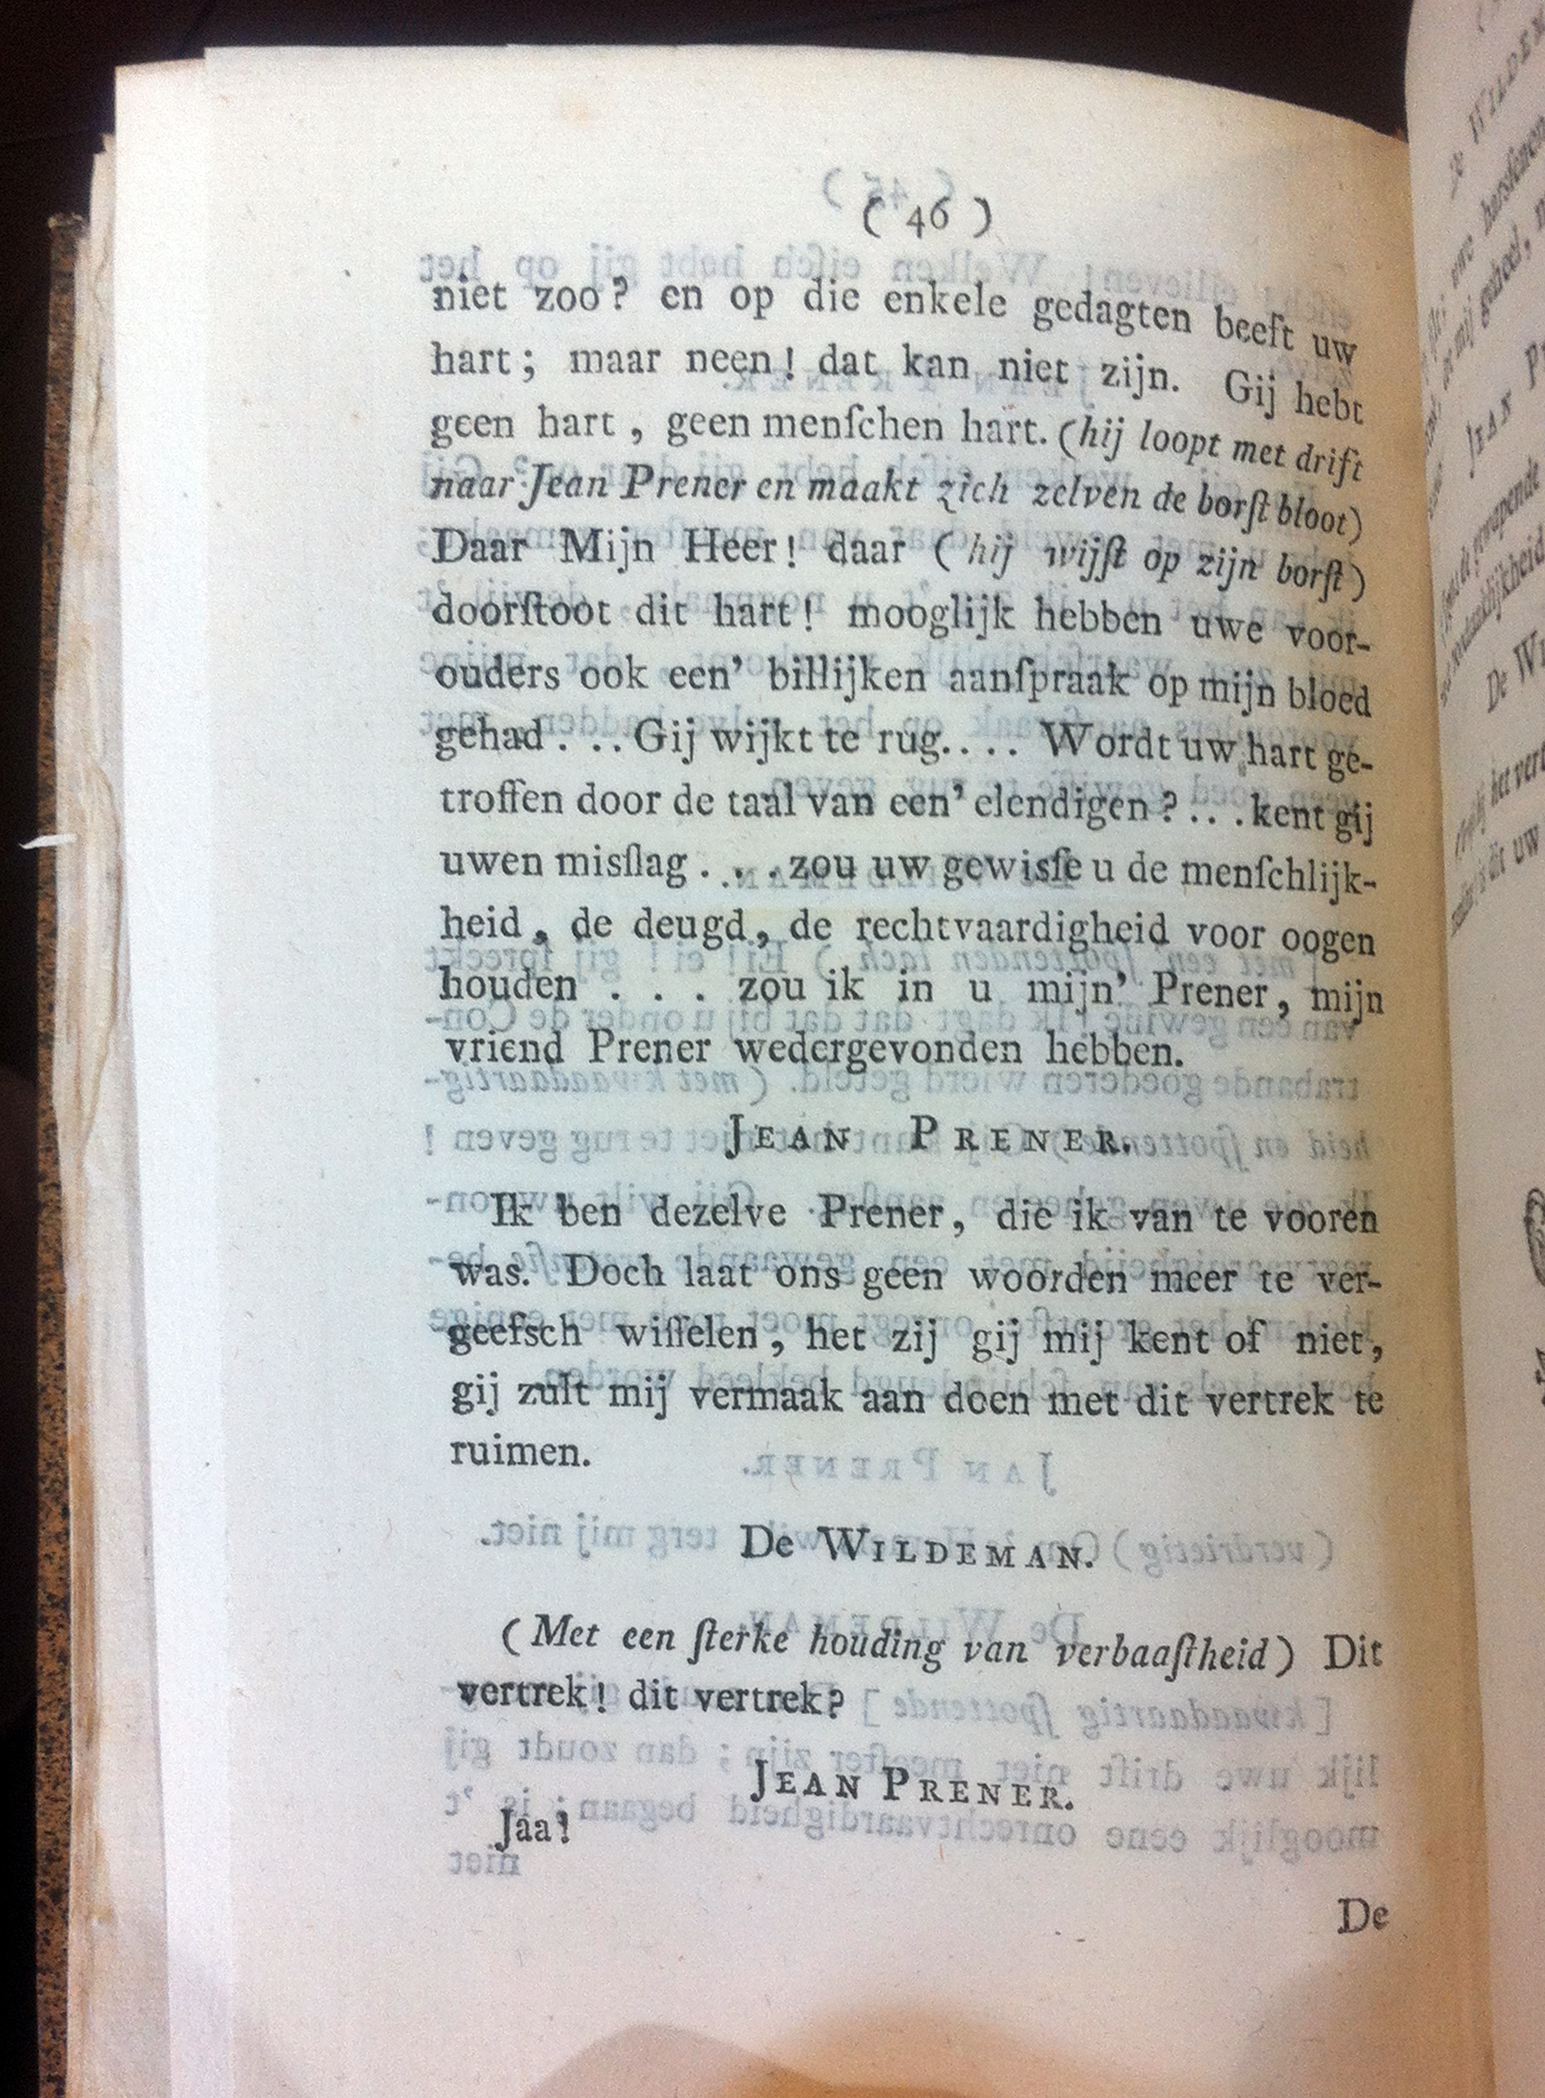 ( 46 )
niet zoo? en op die enkele gedagten beeft uw
hart; maar neen! dat kan niet zijn. Gij hebt
geen hart, geen menſchen hart. (hij loopt met drift
naar Jean Prener en maakt zich zelven de borſt bloot)
Daar Mijn Heer! daar (hij wijſt op zijn borſt)
doorſtoot dit hart! mooglijk hebben uwe voor-
ouders ook een' billijken aanſpraak op mijn bloed
gehad.... Gij wijkt te rug.... Wordt uw hart ge-
troffen door de taal van een' elendigen?... kent gij
uwen misſlag.... zou uw gewisſe u de menſchlijk-
heid, de deugd, de rechtvaardigheid voor oogen
houden . . . zou ik in u mijn' Prener, mijn
vriend Prener wedergevonden hebben.
JEAN PRENER.
Ik ben dezelve Prener, die ik van te vooren
was. Doch laat ons geen woorden meer te ver-
geefsch wiſſelen, het zij gij mij kent of niet,
gij zult mij vermaak aan doen met dit vertrek te
ruimen.
De WILDEMAN.
(Met een ſterke houding van verbaaſtheid) Dit
vertrek! dit vertrek?
JEAN PRENER.
Jaa!
De